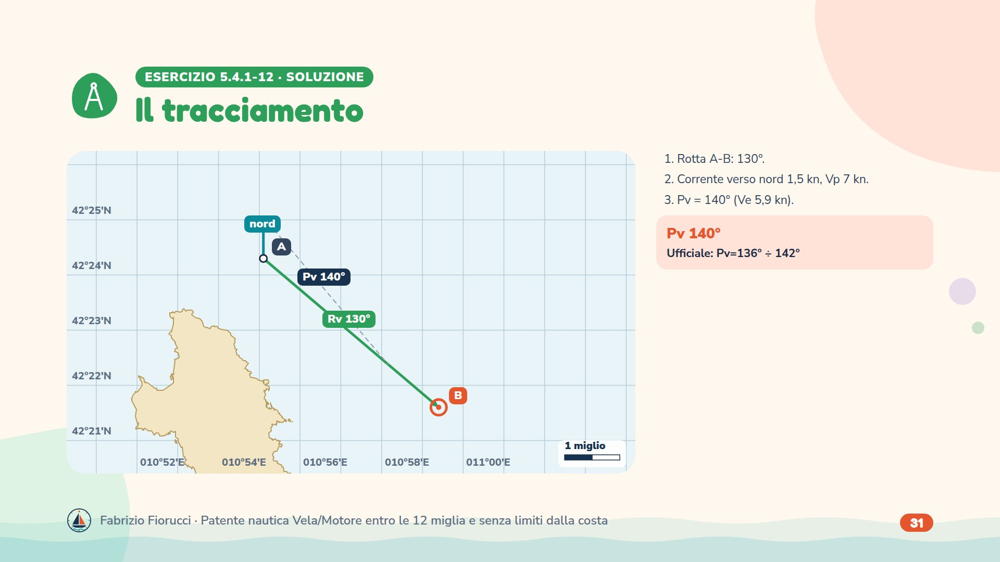 ESERCIZIO 5.4.1-12 · SOLUZIONE
Il tracciamento
1. Rotta A-B: 130°.
2. Corrente verso nord 1,5 kn, Vp 7 kn.
3. Pv = 140° (Ve 5,9 kn).
Pv 140°
Ufficiale: Pv=136° ÷ 142°
42°25'N
nord
A
42°24'N
Pv 140°
42°23'N
Rv 130°
42°22'N
B
42°21'N
1 miglio
010°52'E
010°54'E
010°56'E
010°58'E
011°00'E
Fabrizio Fiorucci · Patente nautica Vela/Motore entro le 12 miglia e senza limiti dalla costa
31